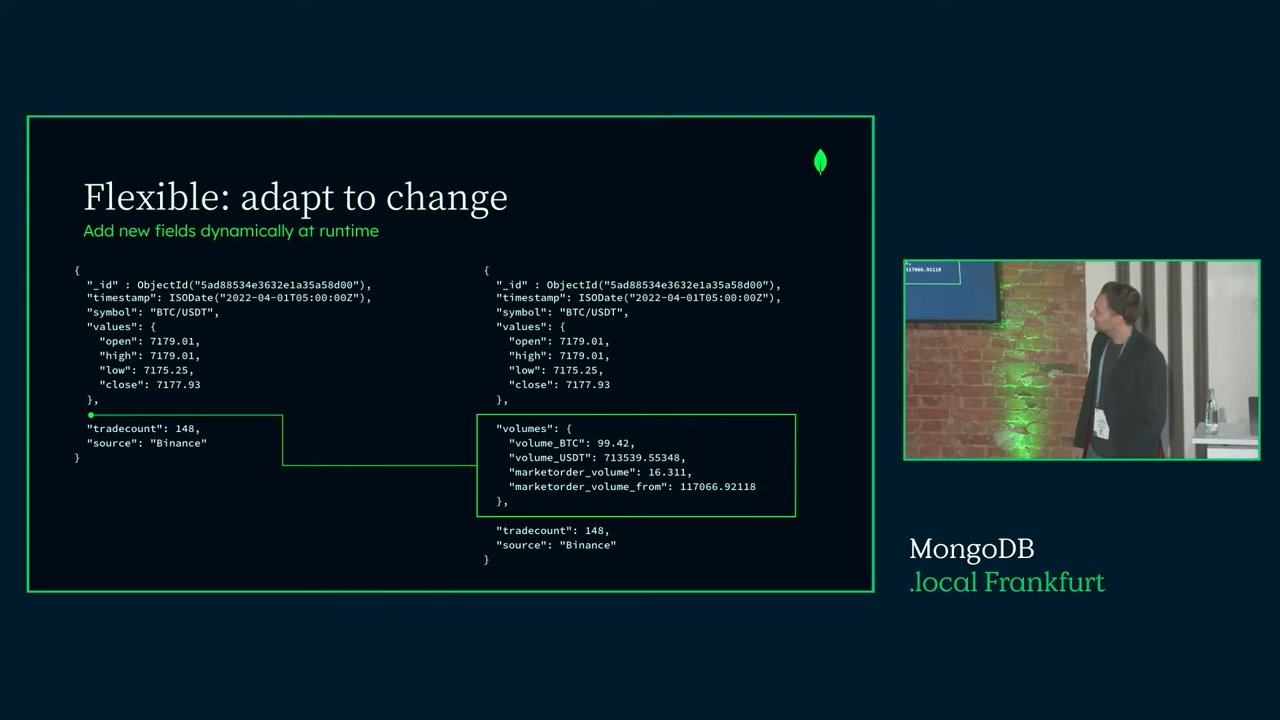 Flexible: adapt to change
Add new fields dynamically at runtime
{
"_id" : ObjectId("5ad88534e3632e1a35a58d00"),
"timestamp": ISODate("2022-04-01T05:00:00Z"),
"symbol": "BTC/USDT",
"values": {
"open": 7179.01,
"high": 7179.01,
"low": 7175.25,
"close": 7177.93
},
"tradecount": 148,
"source": "Binance"
}
{
"_id" : ObjectId("5ad88534e3632e1a35a58d00"),
"timestamp": ISODate("2022-04-01T05:00:00Z"),
"symbol": "BTC/USDT",
"values": {
"open": 7179.01,
"high": 7179.01,
"low": 7175.25,
"close": 7177.93
},
"volumes": {
"volume_BTC": 99.42,
"volume_USDT": 713539.55348,
"marketorder_volume": 16.311,
"marketorder_volume_from": 117066.92118
},
"tradecount": 148,
"source": "Binance"
}
117066.92118
MongoDB
.local Frankfurt